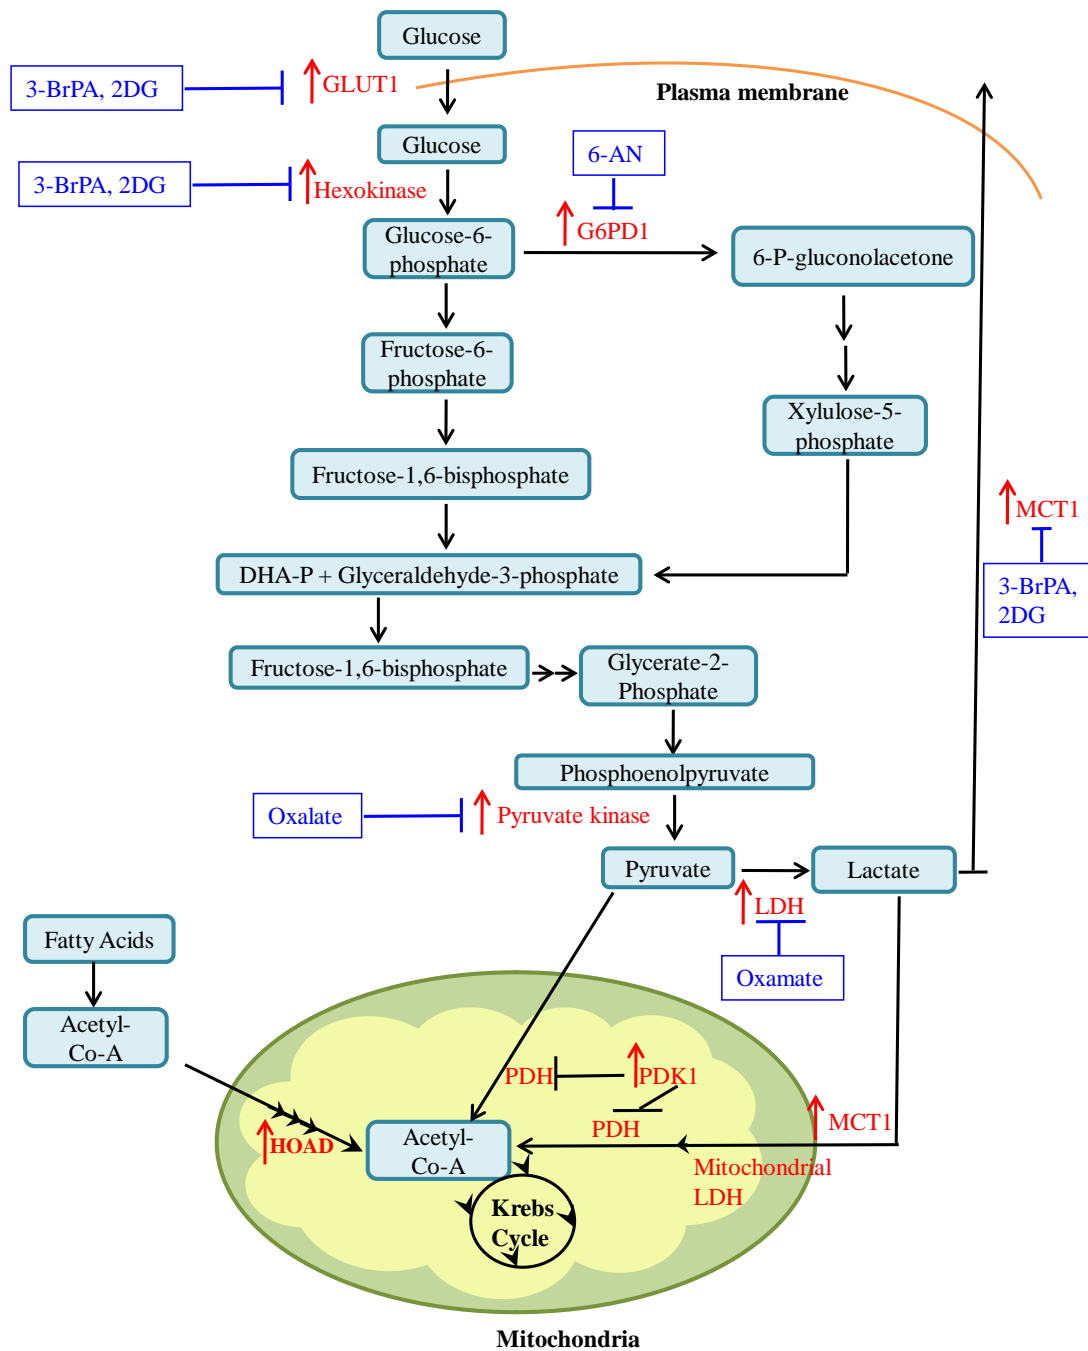 Glucose
3-BrPA, 2DG
GLUT1
Plasma membrane
Glucose
6-AN
3-BrPA, 2DG
Hexokinase
G6PD1
Glucose-6-
phosphate
6-P-gluconolacetone
Fructose-6-
phosphate
Xylulose-5-
phosphate
Fructose-1,6-bisphosphate
MCT1
DHA-P + Glyceraldehyde-3-phosphate
3-BrPA,
2DG
Fructose-1,6-bisphosphate
Glycerate-2-
Phosphate
Phosphoenolpyruvate
Oxalate
Pyruvate kinase
Pyruvate
Lactate
LDH
Fatty Acids
Oxamate
Acetyl-
Co-A
PDH
PDK1
PDH
MCT1
HOAD
Acetyl-
Co-A
Mitochondrial
LDH
Krebs
Cycle
Mitochondria